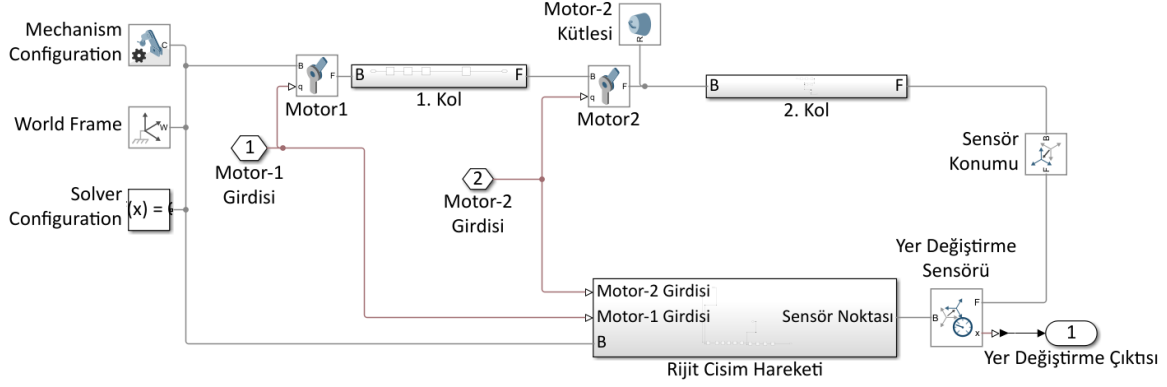 Mechanism
Configuration
C
World Frame
W
Solver
Configuration
(x) = (
B
q
F
Motor1
B
F
1. Kol
1
Motor-1
Girdisi
Motor-2
Kütlesi
R
B
q
F
Motor2
B
F
2. Kol
2
Motor-2
Girdisi
Sensör
Konumu
B
F
Motor-2 Girdisi
Motor-1 Girdisi
B
Sensör Noktası
Rijit Cisim Hareketi
Yer Değiştirme
Sensörü
B
F
x
1
Yer Değiştirme Çıktısı